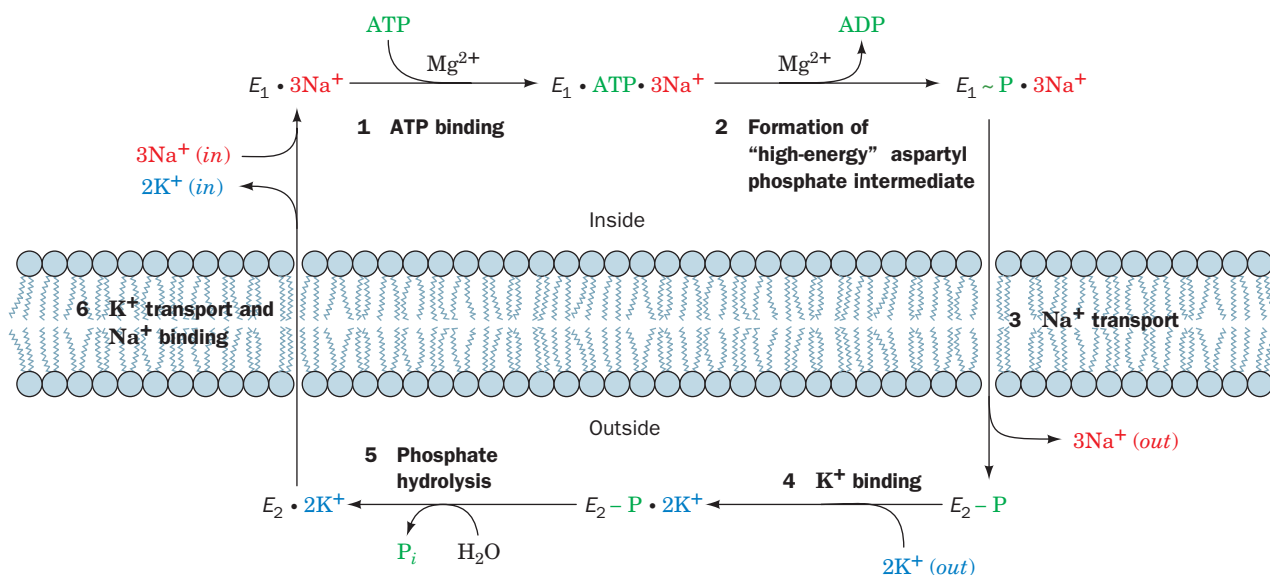 ATP
ADP
Mg²⁺
Mg²⁺
E₁ • 3Na⁺
E₁ • ATP • 3Na⁺
E₁ ~ P • 3Na⁺
1 ATP binding
2 Formation of
"high-energy" aspartyl
phosphate intermediate
3Na⁺ (in)
2K⁺ (in)
Inside
6 K⁺ transport and
Na⁺ binding
3 Na⁺ transport
Outside
3Na⁺ (out)
5 Phosphate
hydrolysis
4 K⁺ binding
E₂ • 2K⁺
E₂ – P • 2K⁺
E₂ – P
Pᵢ
H₂O
2K⁺ (out)